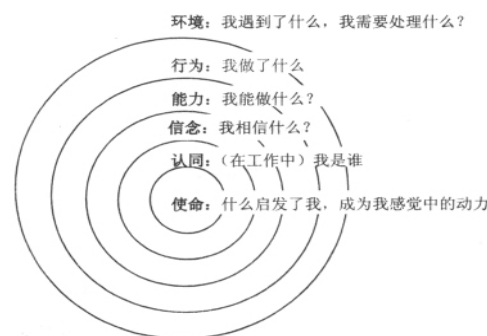 环境：我遇到了什么，我需要处理什么？
行为：我做了什么
能力：我能做什么？
信念：我相信什么？
认同：（在工作中）我是谁
使命：什么启发了我，成为我感觉中的动力